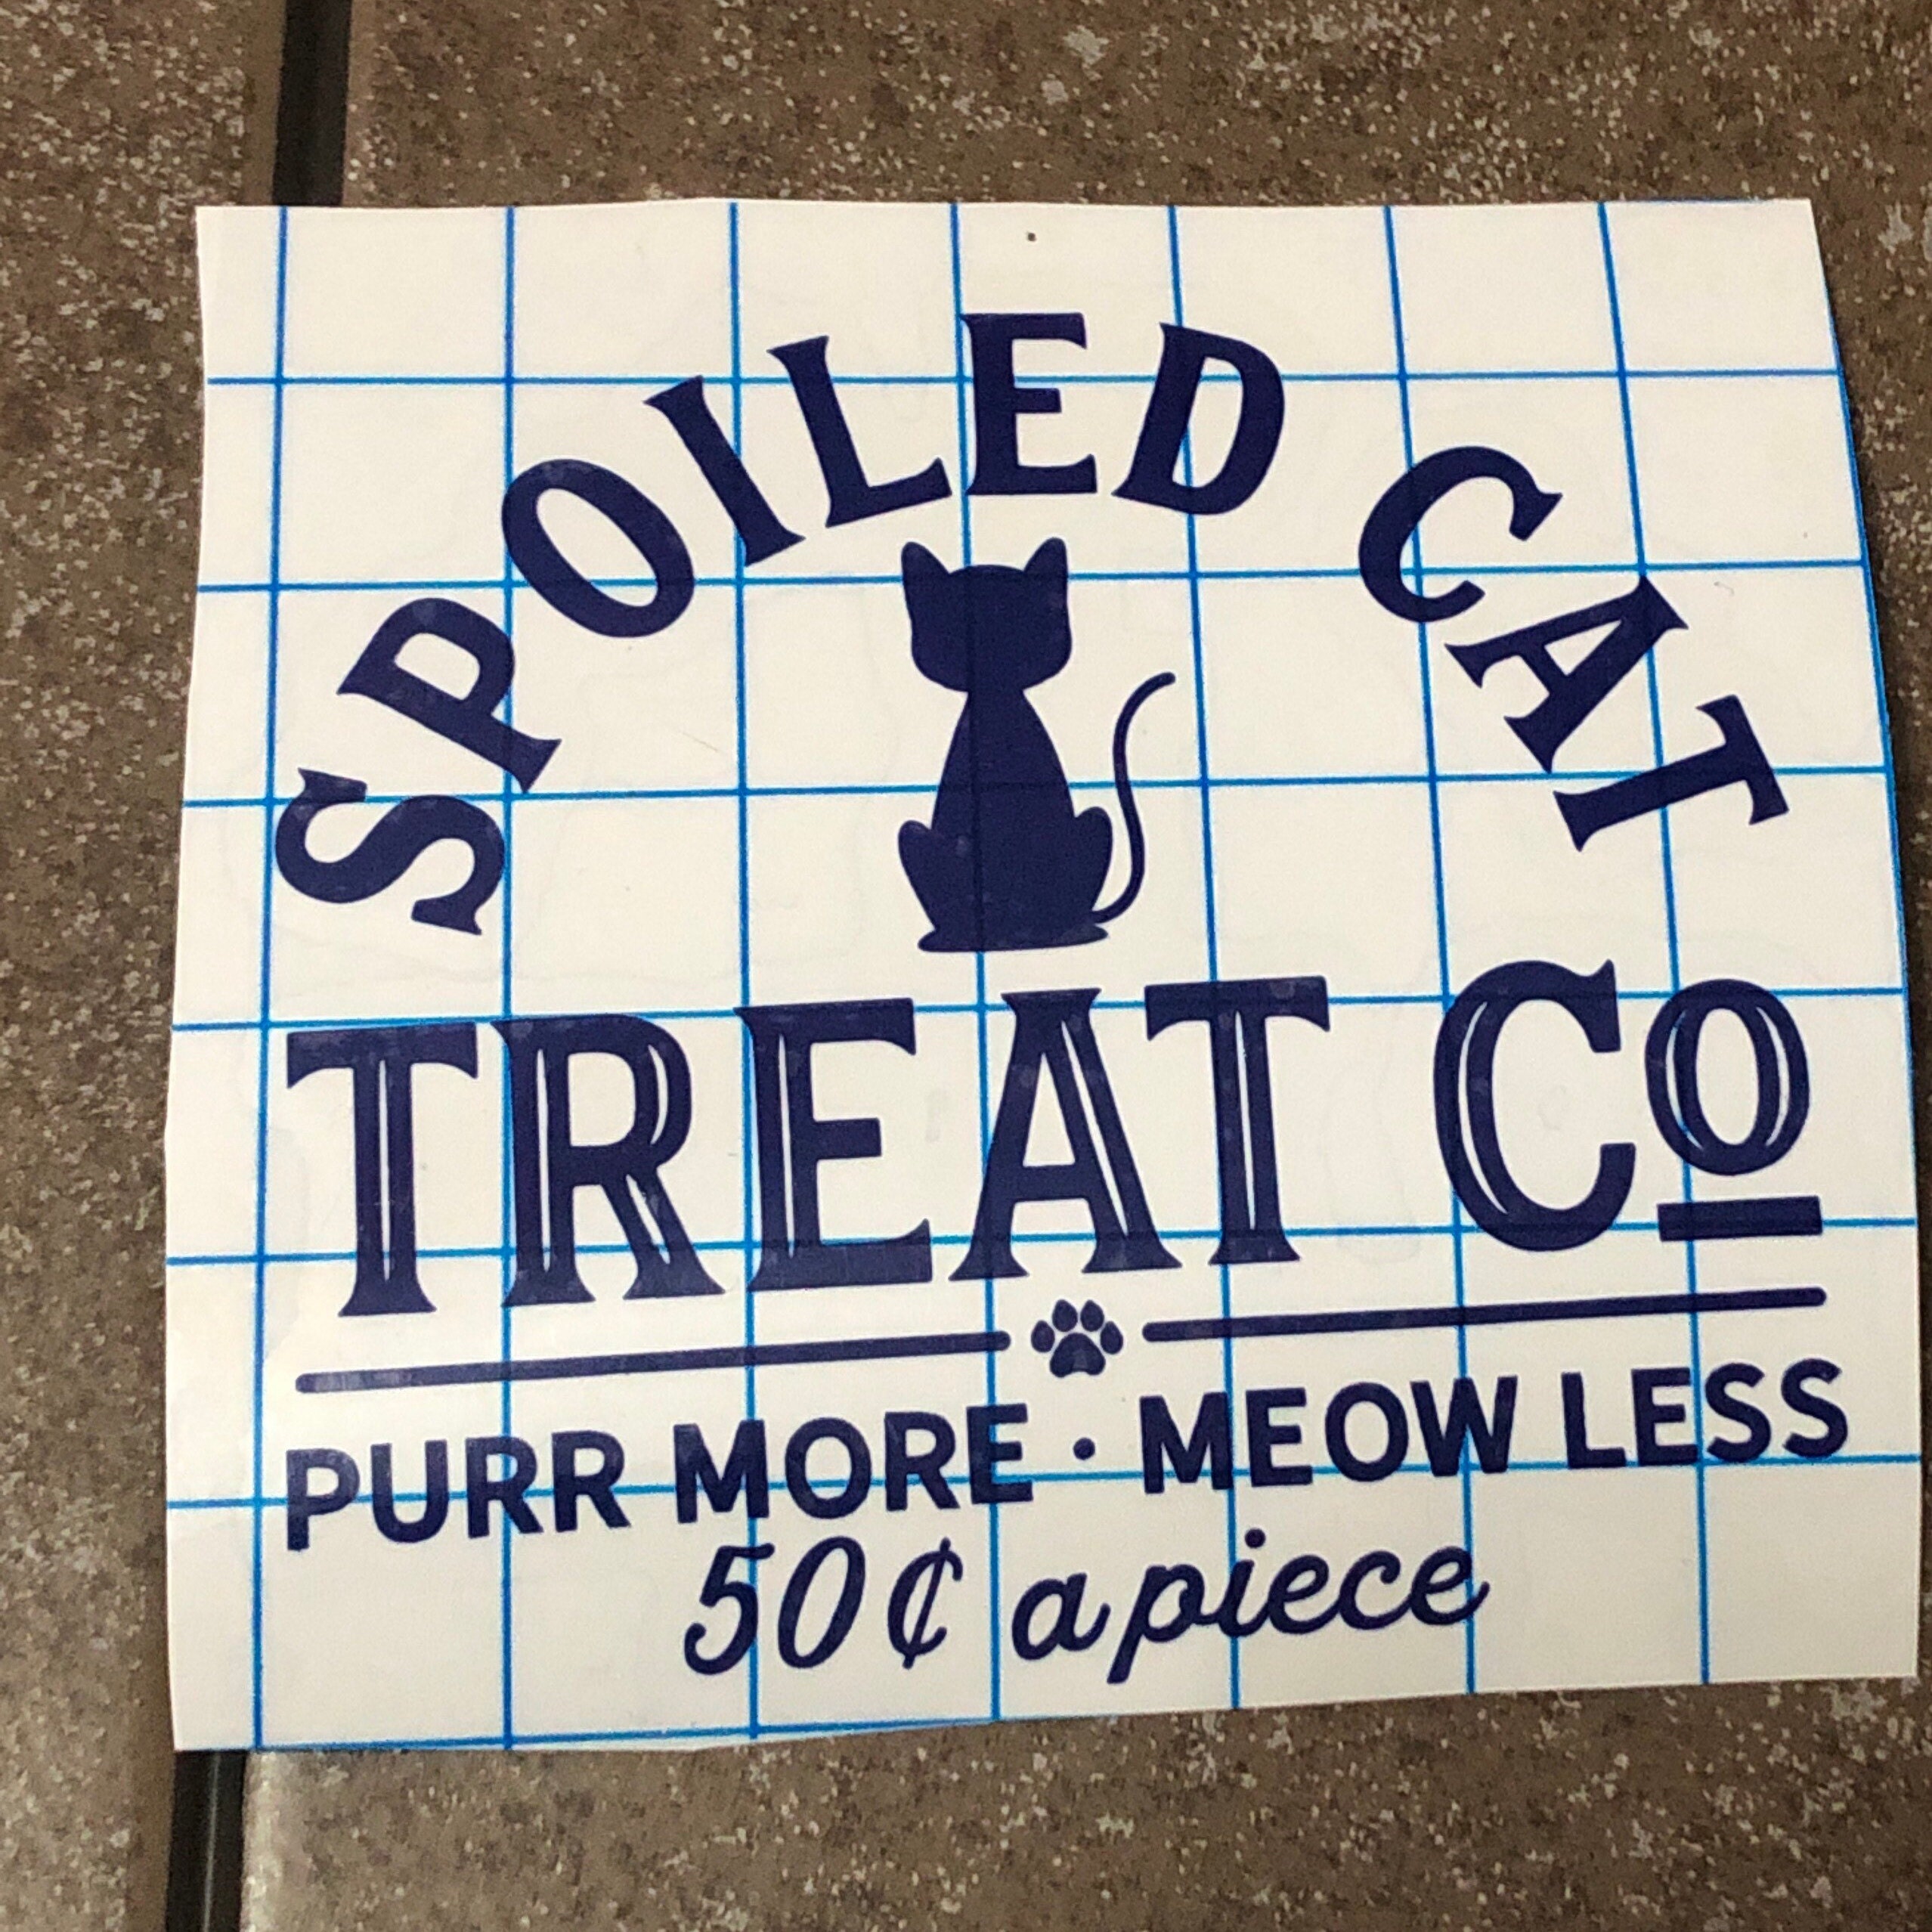 SPOILED CAT
TREAT Co
PURR MORE · MEOW LESS
50¢ a piece